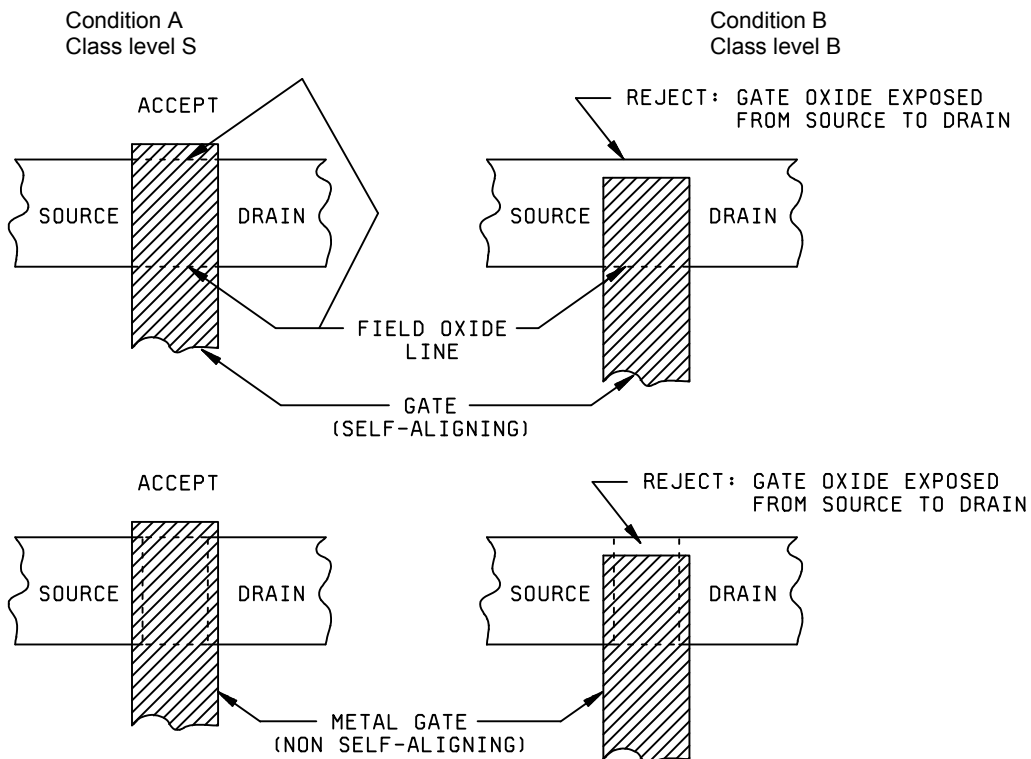 Condition A
Class level S
Condition B
Class level B
ACCEPT
REJECT: GATE OXIDE EXPOSED
FROM SOURCE TO DRAIN
SOURCE
DRAIN
SOURCE
DRAIN
FIELD OXIDE
LINE
GATE
(SELF-ALIGNING)
ACCEPT
REJECT: GATE OXIDE EXPOSED
FROM SOURCE TO DRAIN
SOURCE
DRAIN
SOURCE
DRAIN
METAL GATE
(NON SELF-ALIGNING)